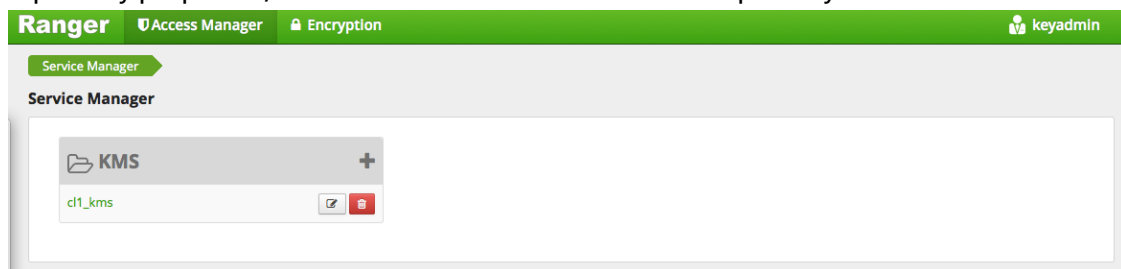 Ranger Access Manager Encryption keyadmin
Service Manager
Service Manager
KMS +
cl1_kms